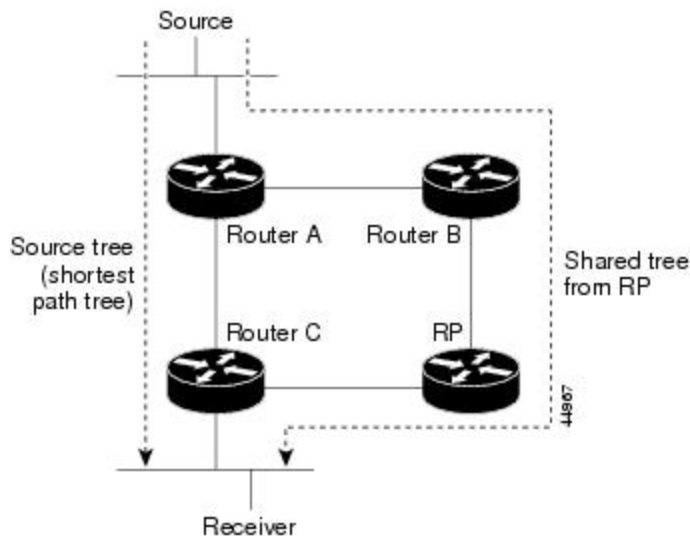 Source
Router A
Router B
Source tree
(shortest
path tree)
Shared tree
from RP
Router C
RP
44967
Receiver